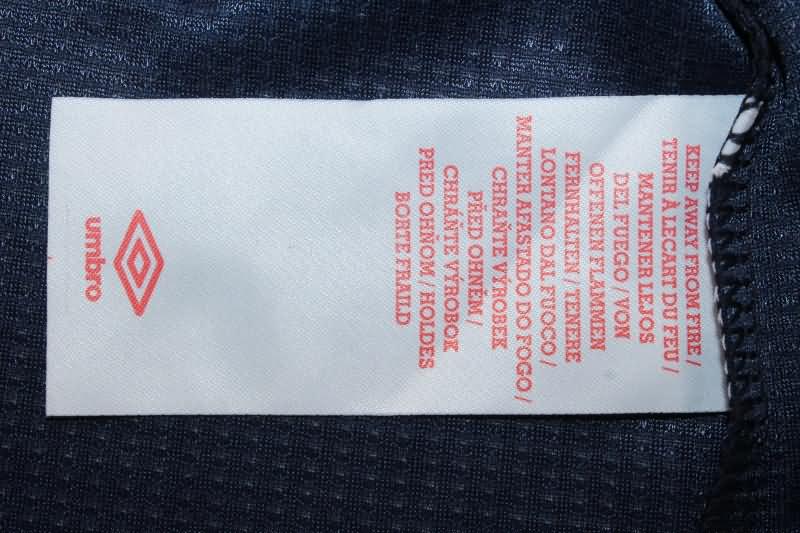 KEEP AWAY FROM FIRE /
TENIR À LECART DU FEU /
MANTENER LEJOS
DEL FUEGO / VON
OFFENEN FLAMMEN
FERNHALTEN / TENERE
LONTANO DAL FUOCO /
MANTER AFASTADO DO FOGO /
CHRAŇTE VÝROBEK
PŘED OHNĚM /
CHRÁŇTE VÝROBOK
PRED OHŇOM / HOLDES
BORTE FRAILD
umbro